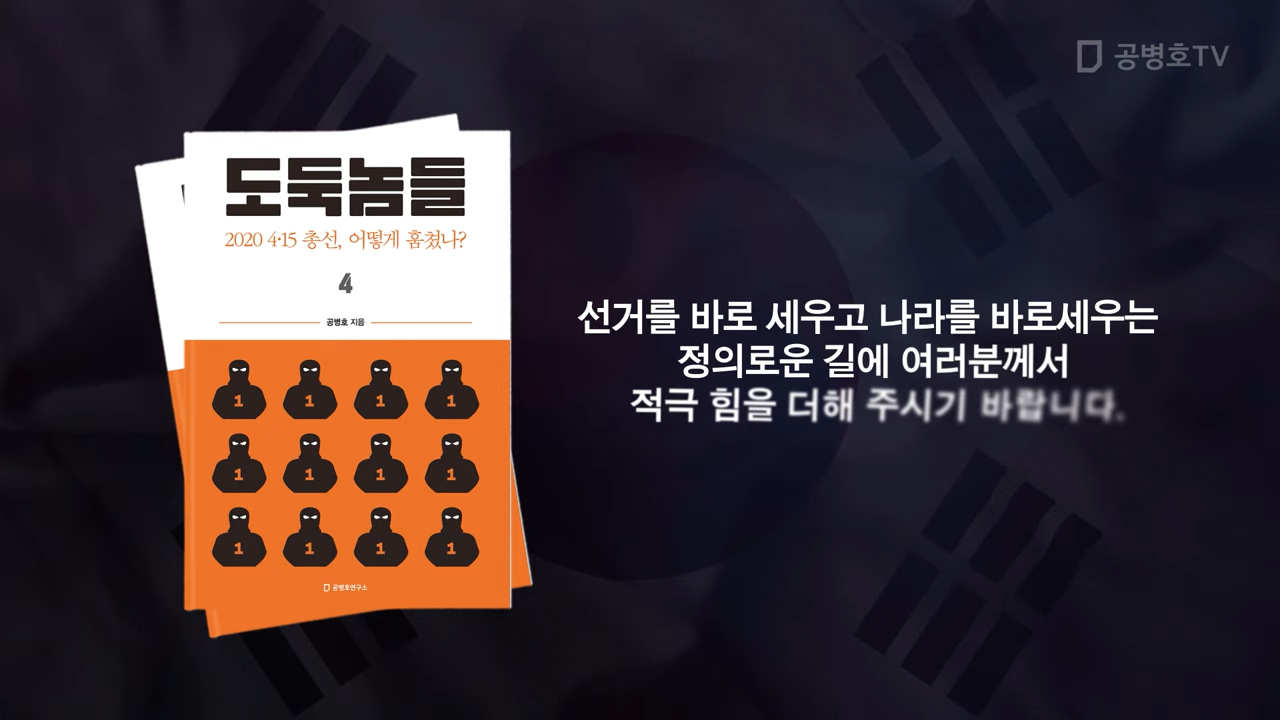 공병호TV
도둑놈들
2020 4·15 총선, 어떻게 훔쳤나?
4
공병호 지음
1 1 1 1
1 1 1 1
1 1 1 1
공병호연구소
선거를 바로 세우고 나라를 바로세우는
정의로운 길에 여러분께서
적극 힘을 더해 주시기 바랍니다.